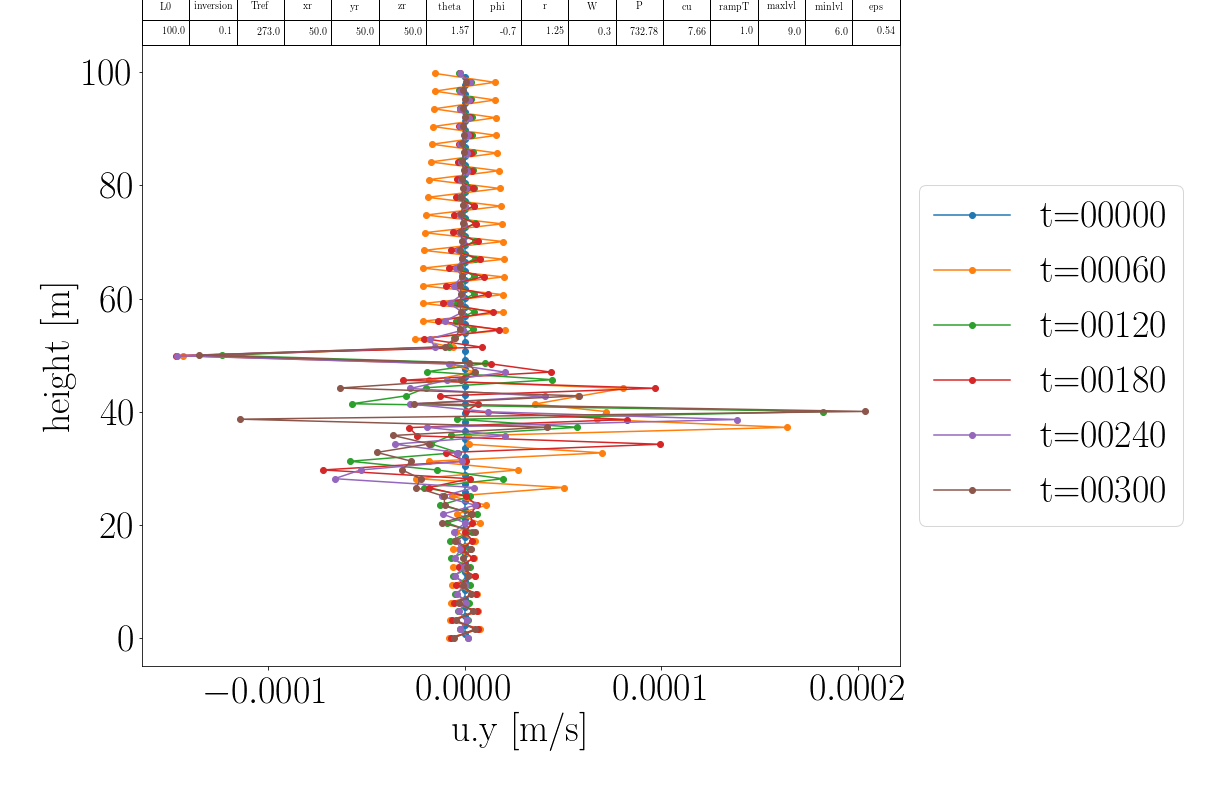 L0 inversion Tref xr yr zr theta phi r W P cu rampT maxlvl minlvl eps
100.0 0.1 273.0 50.0 50.0 50.0 1.57 -0.7 1.25 0.3 732.78 7.66 1.0 9.0 6.0 0.54
100
80
60
40
20
0
height [m]
−0.0001 0.0000 0.0001 0.0002
u.y [m/s]
t=00000
t=00060
t=00120
t=00180
t=00240
t=00300